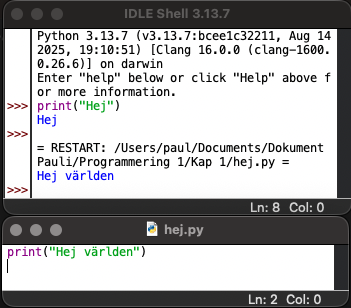 IDLE Shell 3.13.7
Python 3.13.7 (v3.13.7:bcee1c32211, Aug 14
2025, 19:10:51) [Clang 16.0.0 (clang-1600.
0.26.6)] on darwin
Enter "help" below or click "Help" above f
or more information.
>>> print("Hej")
Hej
>>>
= RESTART: /Users/paul/Documents/Dokument
Pauli/Programmering 1/Kap 1/hej.py =
Hej världen
>>>
Ln: 8 Col: 0
hej.py
print("Hej världen")
Ln: 2 Col: 0